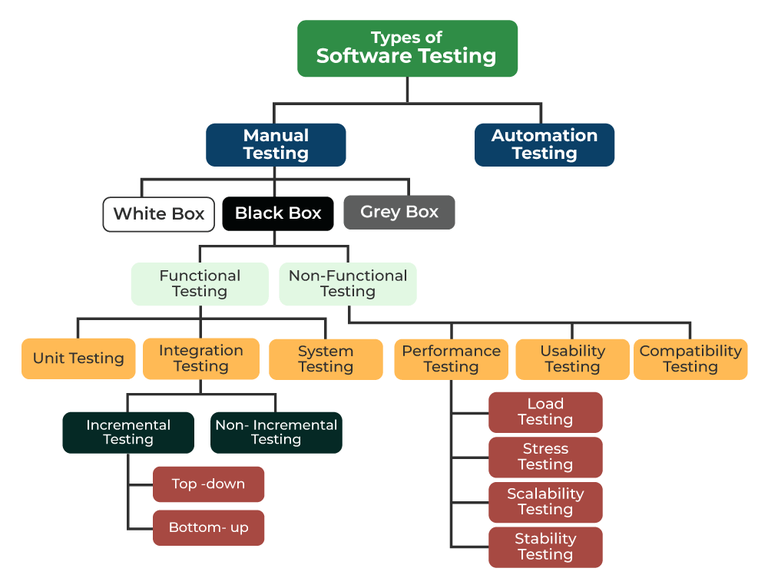 Types of
Software Testing
Manual
Testing
Automation
Testing
White Box
Black Box
Grey Box
Functional
Testing
Non-Functional
Testing
Unit Testing
Integration
Testing
System
Testing
Performance
Testing
Usability
Testing
Compatibility
Testing
Incremental
Testing
Non- Incremental
Testing
Load
Testing
Stress
Testing
Top -down
Scalability
Testing
Bottom- up
Stability
Testing